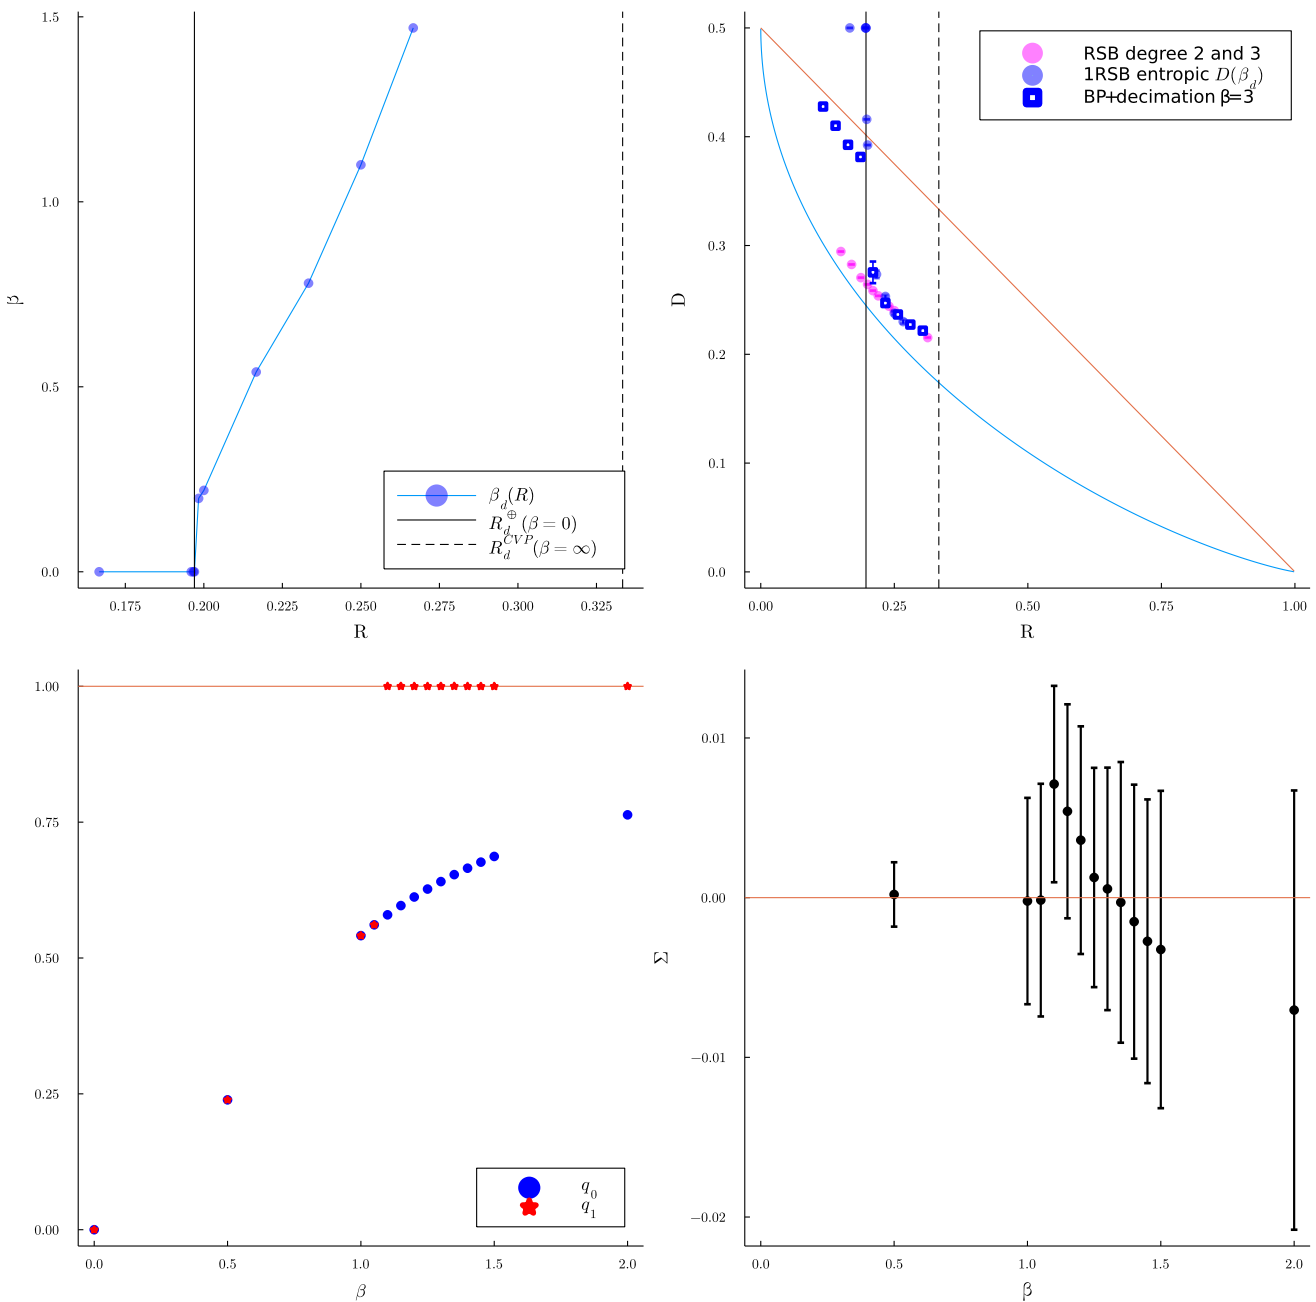 1.5
1.0
0.5
0.0
β
0.175 0.200 0.225 0.250 0.275 0.300 0.325
R
β_d(R)
R_d^⊕(β = 0)
R_d^{CVP}(β = ∞)
0.5
0.4
0.3
0.2
0.1
0.0
D
0.00 0.25 0.50 0.75 1.00
R
RSB degree 2 and 3
1RSB entropic D(β_d)
BP+decimation β=3
1.00
0.75
0.50
0.25
0.00
0.0 0.5 1.0 1.5 2.0
β
q_0
q_1
0.01
0.00
−0.01
−0.02
Σ
0.0 0.5 1.0 1.5 2.0
β